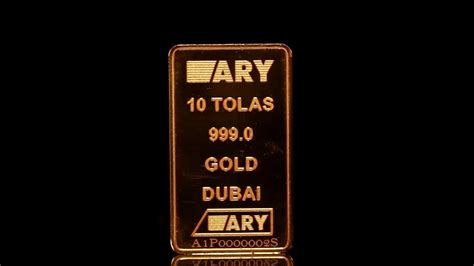 ARY
10 TOLAS
999.0
GOLD
DUBAI
ARY
A1P0000002S